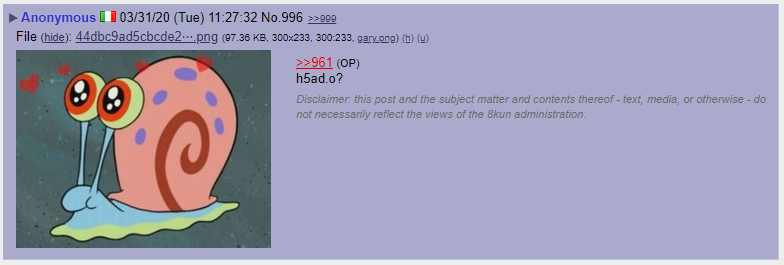 ▶ Anonymous 03/31/20 (Tue) 11:27:32 No.996 >>999
File (hide): 44dbc9ad5cbcde2⋯.png (97.36 KB, 300x233, 300:233, gary.png) (h) (u)
>>961 (OP)
h5ad.o?
Disclaimer: this post and the subject matter and contents thereof - text, media, or otherwise - do
not necessarily reflect the views of the 8kun administration.